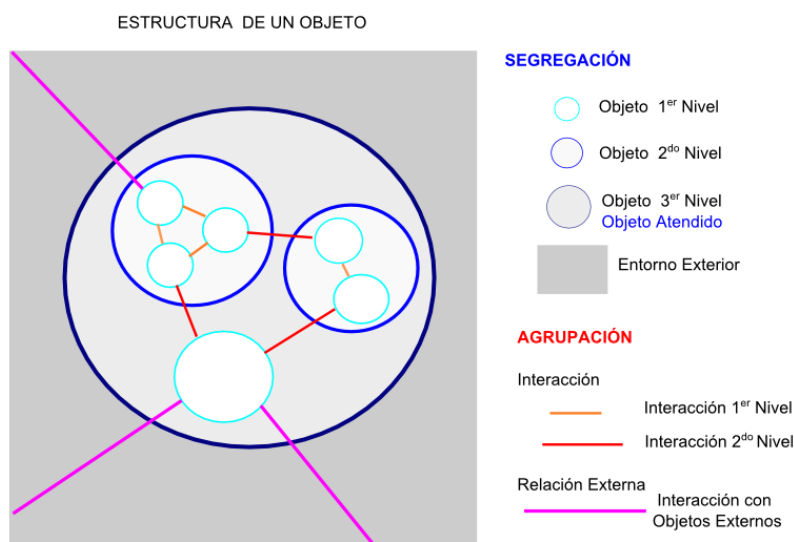 ESTRUCTURA DE UN OBJETO
SEGREGACIÓN
Objeto 1er Nivel
Objeto 2do Nivel
Objeto 3er Nivel
Objeto Atendido
Entorno Exterior
AGRUPACIÓN
Interacción
Interacción 1er Nivel
Interacción 2do Nivel
Relación Externa
Interacción con
Objetos Externos